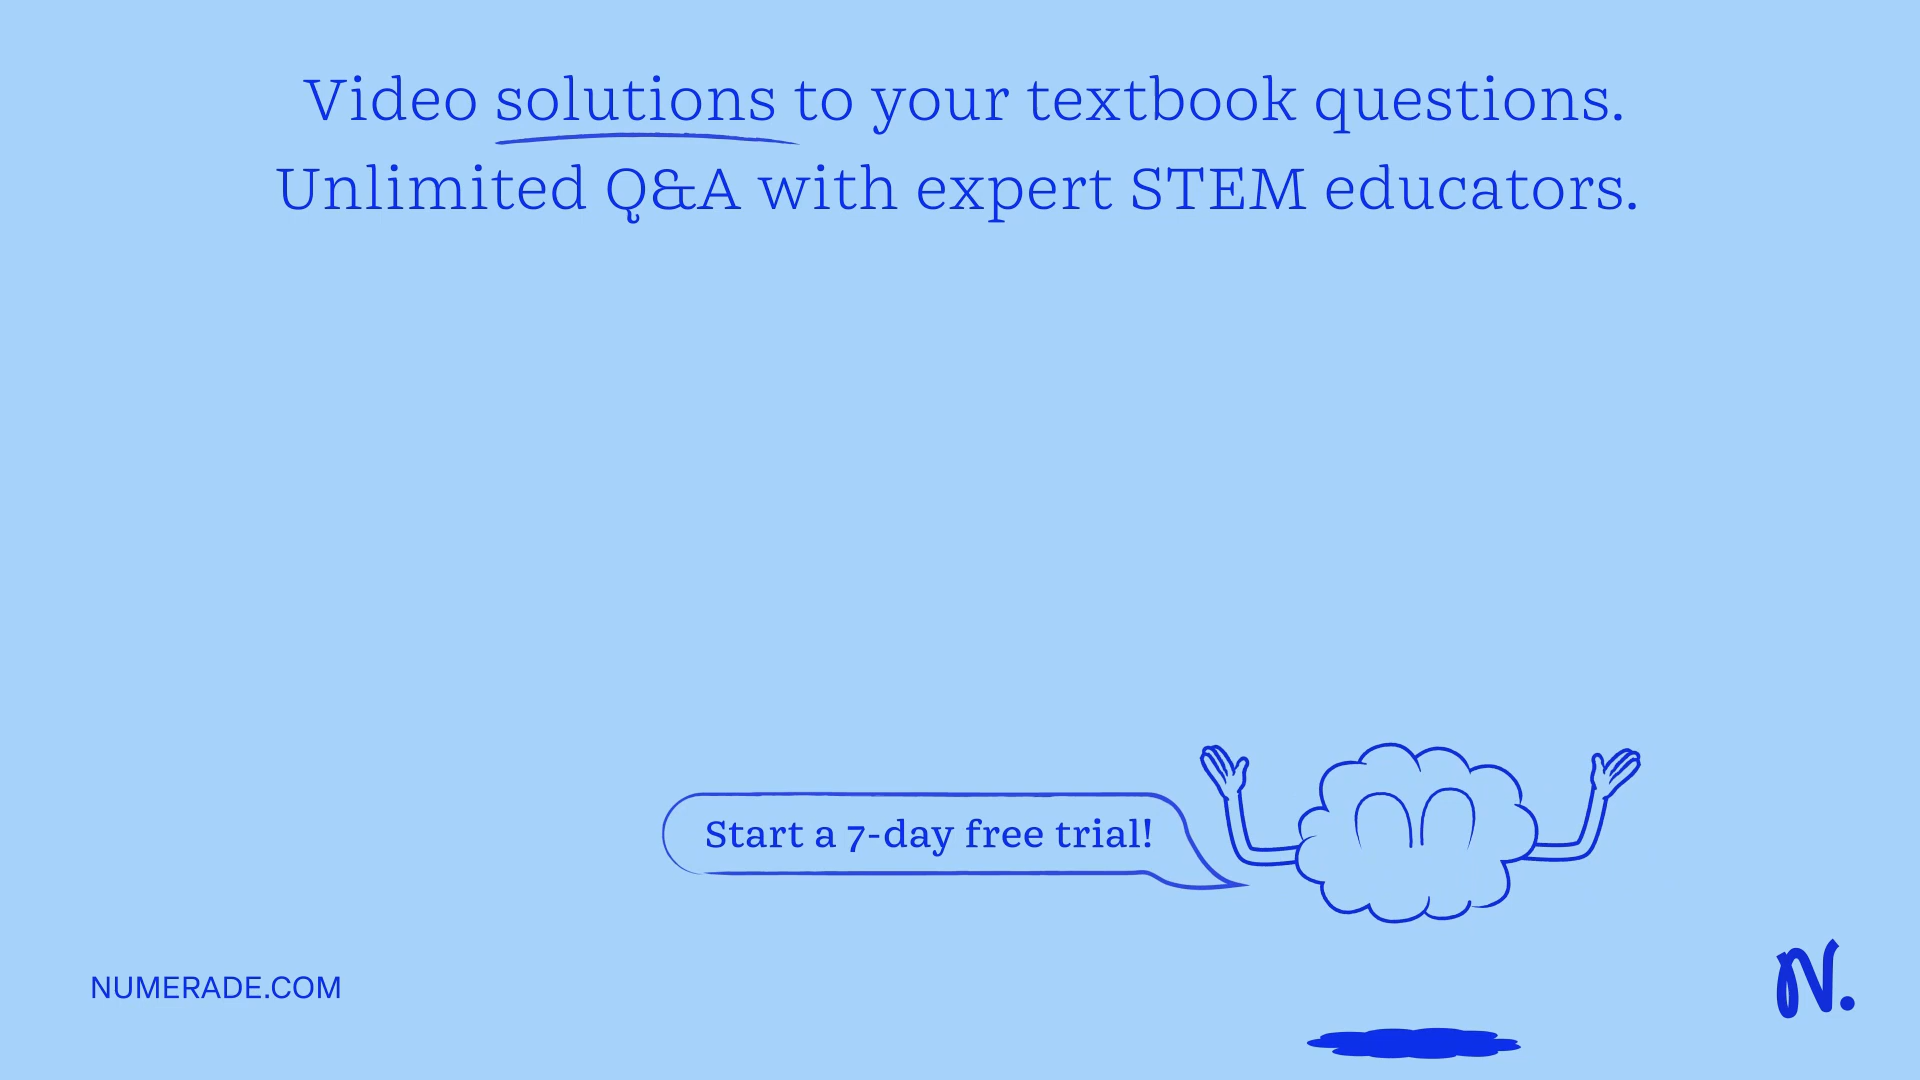 Video solutions to your textbook questions.
Unlimited Q&A with expert STEM educators.
Start a 7-day free trial!
NUMERADE.COM
N.